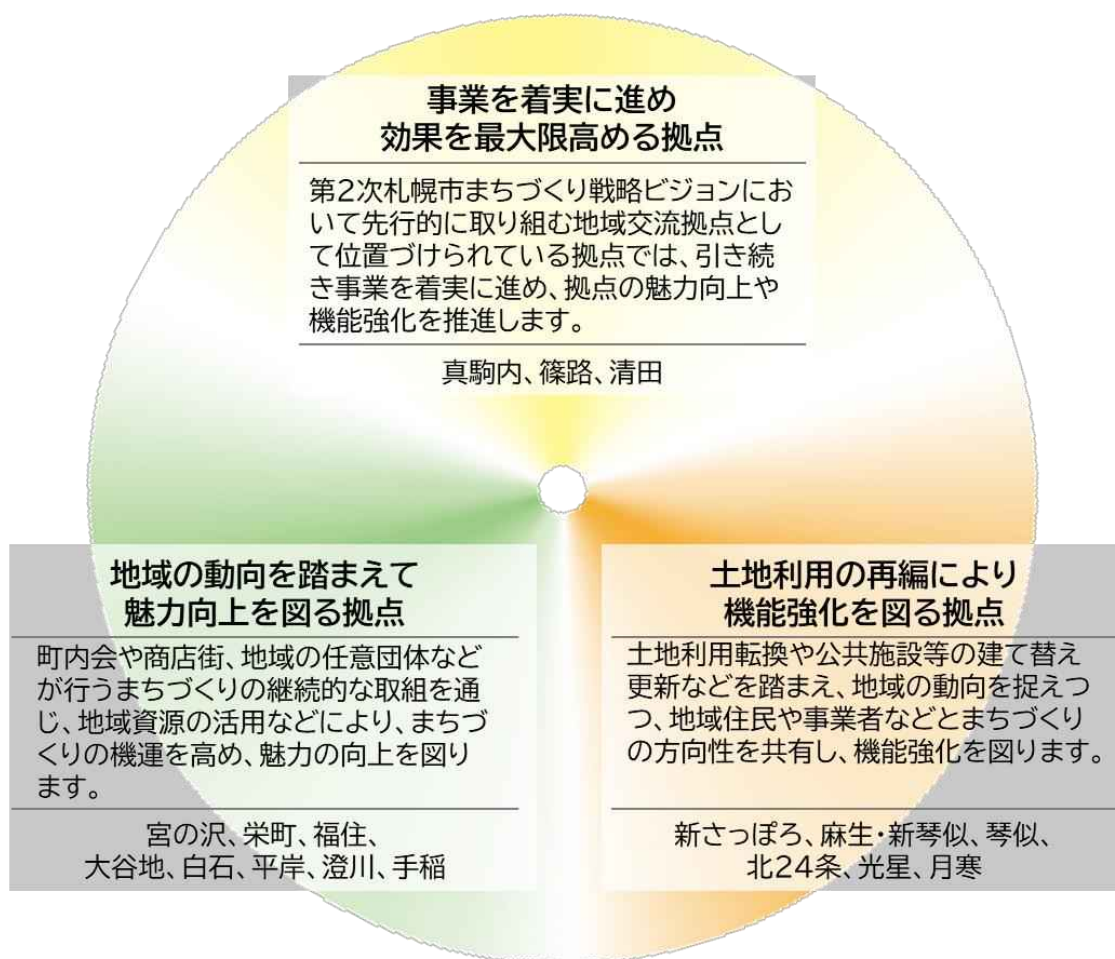 事業を着実に進め
効果を最大限高める拠点
第2次札幌市まちづくり戦略ビジョンにお
いて先行的に取り組む地域交流拠点とし
て位置づけられている拠点では、引き続
き事業を着実に進め、拠点の魅力向上や
機能強化を推進します。
真駒内、篠路、清田
地域の動向を踏まえて
魅力向上を図る拠点
町内会や商店街、地域の任意団体など
が行うまちづくりの継続的な取組を通
じ、地域資源の活用などにより、まちづ
くりの機運を高め、魅力の向上を図り
ます。
宮の沢、栄町、福住、
大谷地、白石、平岸、澄川、手稲
土地利用の再編により
機能強化を図る拠点
土地利用転換や公共施設等の建て替え
更新などを踏まえ、地域の動向を捉えつ
つ、地域住民や事業者などとまちづくり
の方向性を共有し、機能強化を図ります。
新さっぽろ、麻生・新琴似、琴似、
北24条、光星、月寒